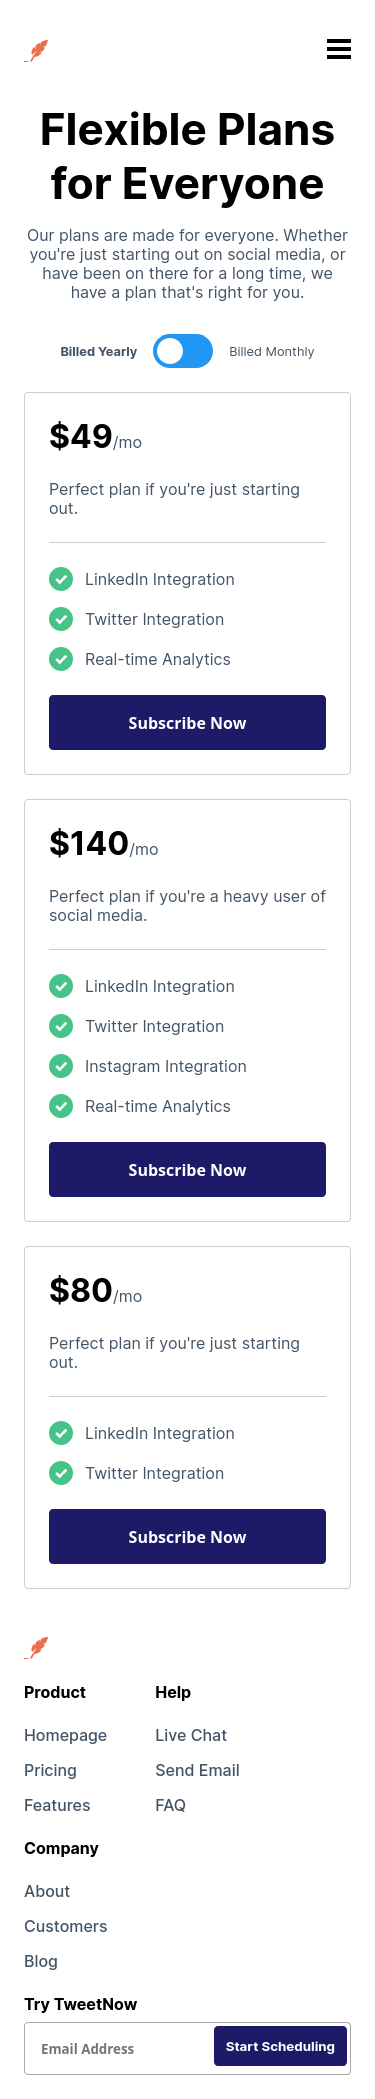 Flexible Plans
for Everyone
Our plans are made for everyone. Whether
you're just starting out on social media, or
have been on there for a long time, we
have a plan that's right for you.
Billed Yearly Billed Monthly
$49/mo
Perfect plan if you're just starting
out.
LinkedIn Integration
Twitter Integration
Real-time Analytics
Subscribe Now
$140/mo
Perfect plan if you're a heavy user of
social media.
LinkedIn Integration
Twitter Integration
Instagram Integration
Real-time Analytics
Subscribe Now
$80/mo
Perfect plan if you're just starting
out.
LinkedIn Integration
Twitter Integration
Subscribe Now
Product
Homepage
Pricing
Features
Help
Live Chat
Send Email
FAQ
Company
About
Customers
Blog
Try TweetNow
Email Address Start Scheduling